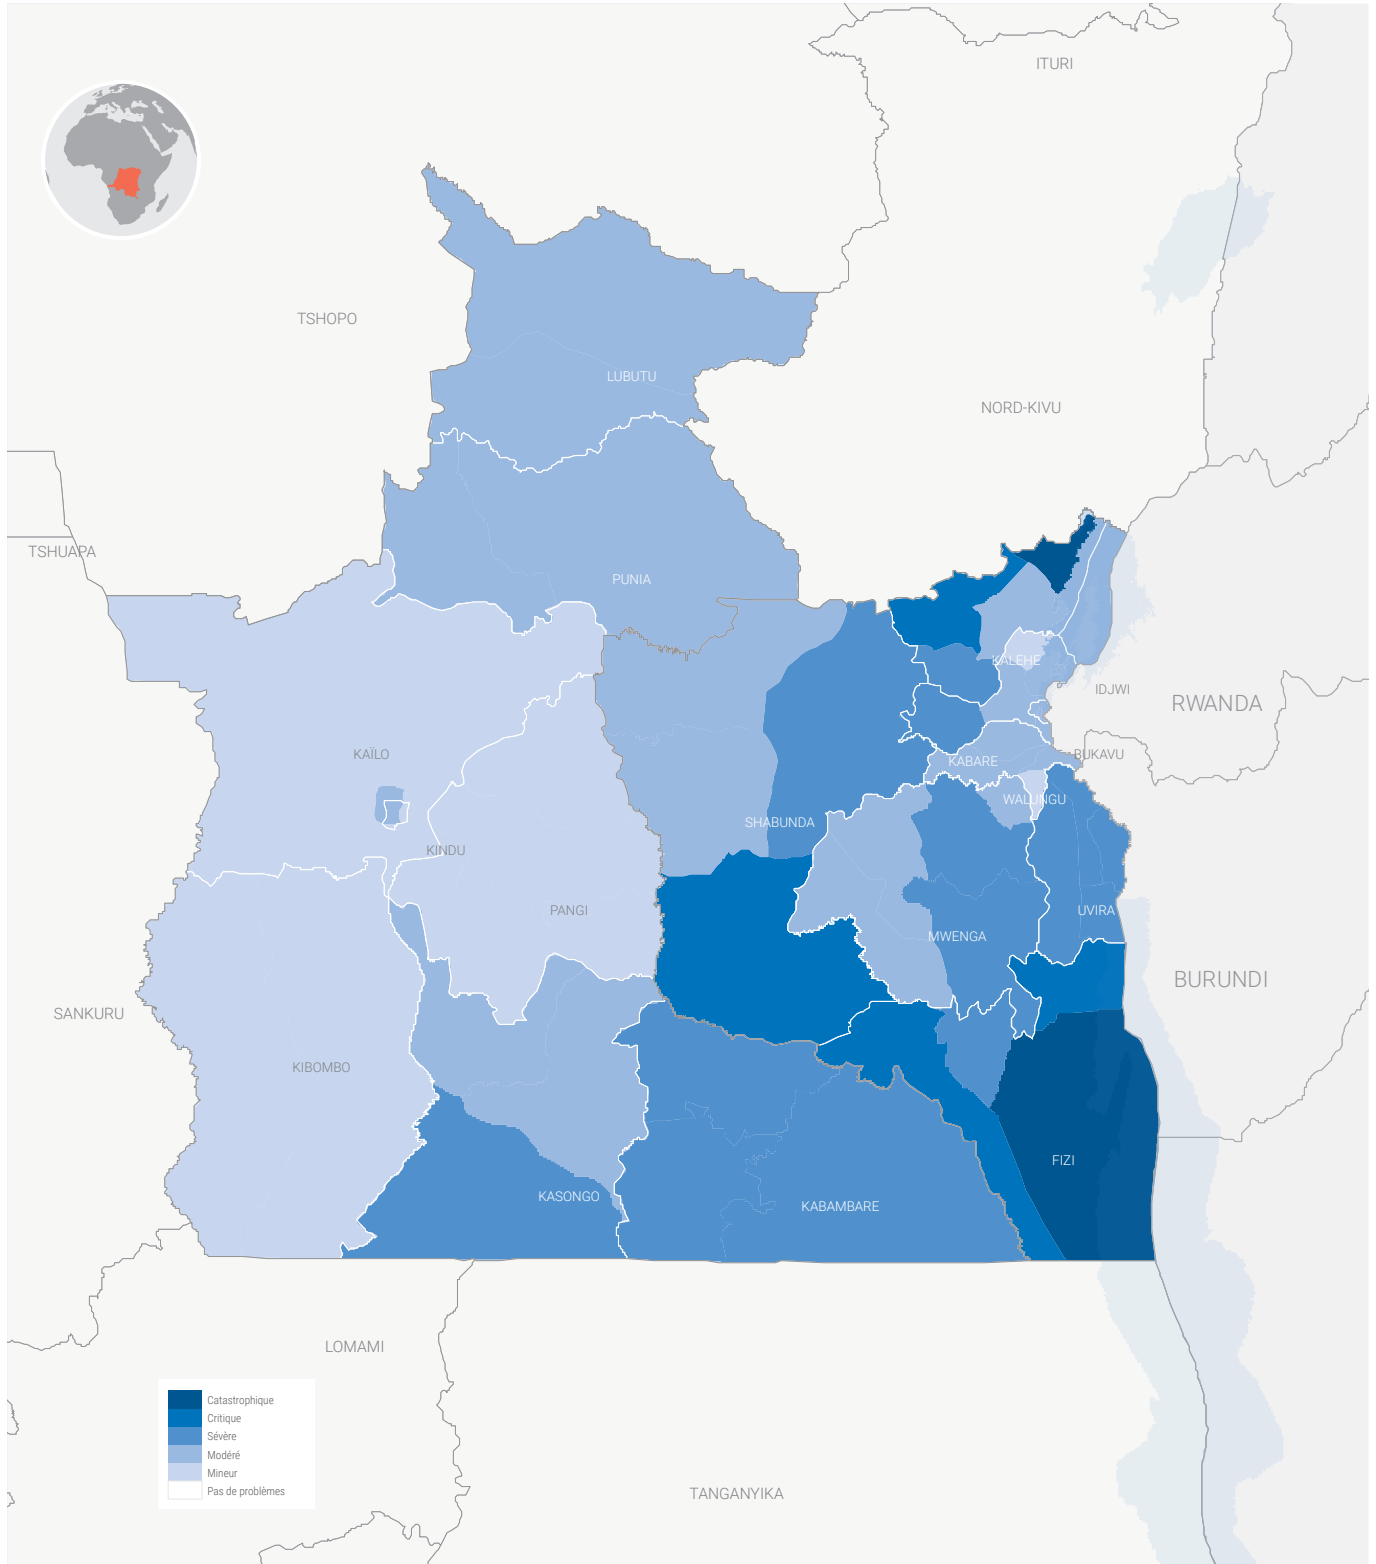 ITURI
TSHOPO
LUBUTU
NORD-KIVU
TSHUAPA
PUNIA
KALEHE
IDJWI
RWANDA
KAÏLO
BUKAVU
KABARE
WALUNGU
SHABUNDA
KINDU
PANGI
UVIRA
MWENGA
BURUNDI
SANKURU
KIBOMBO
FIZI
KASONGO
KABAMBARE
LOMAMI
Catastrophique
Critique
Sévère
Modéré
Mineur
Pas de problèmes
TANGANYIKA